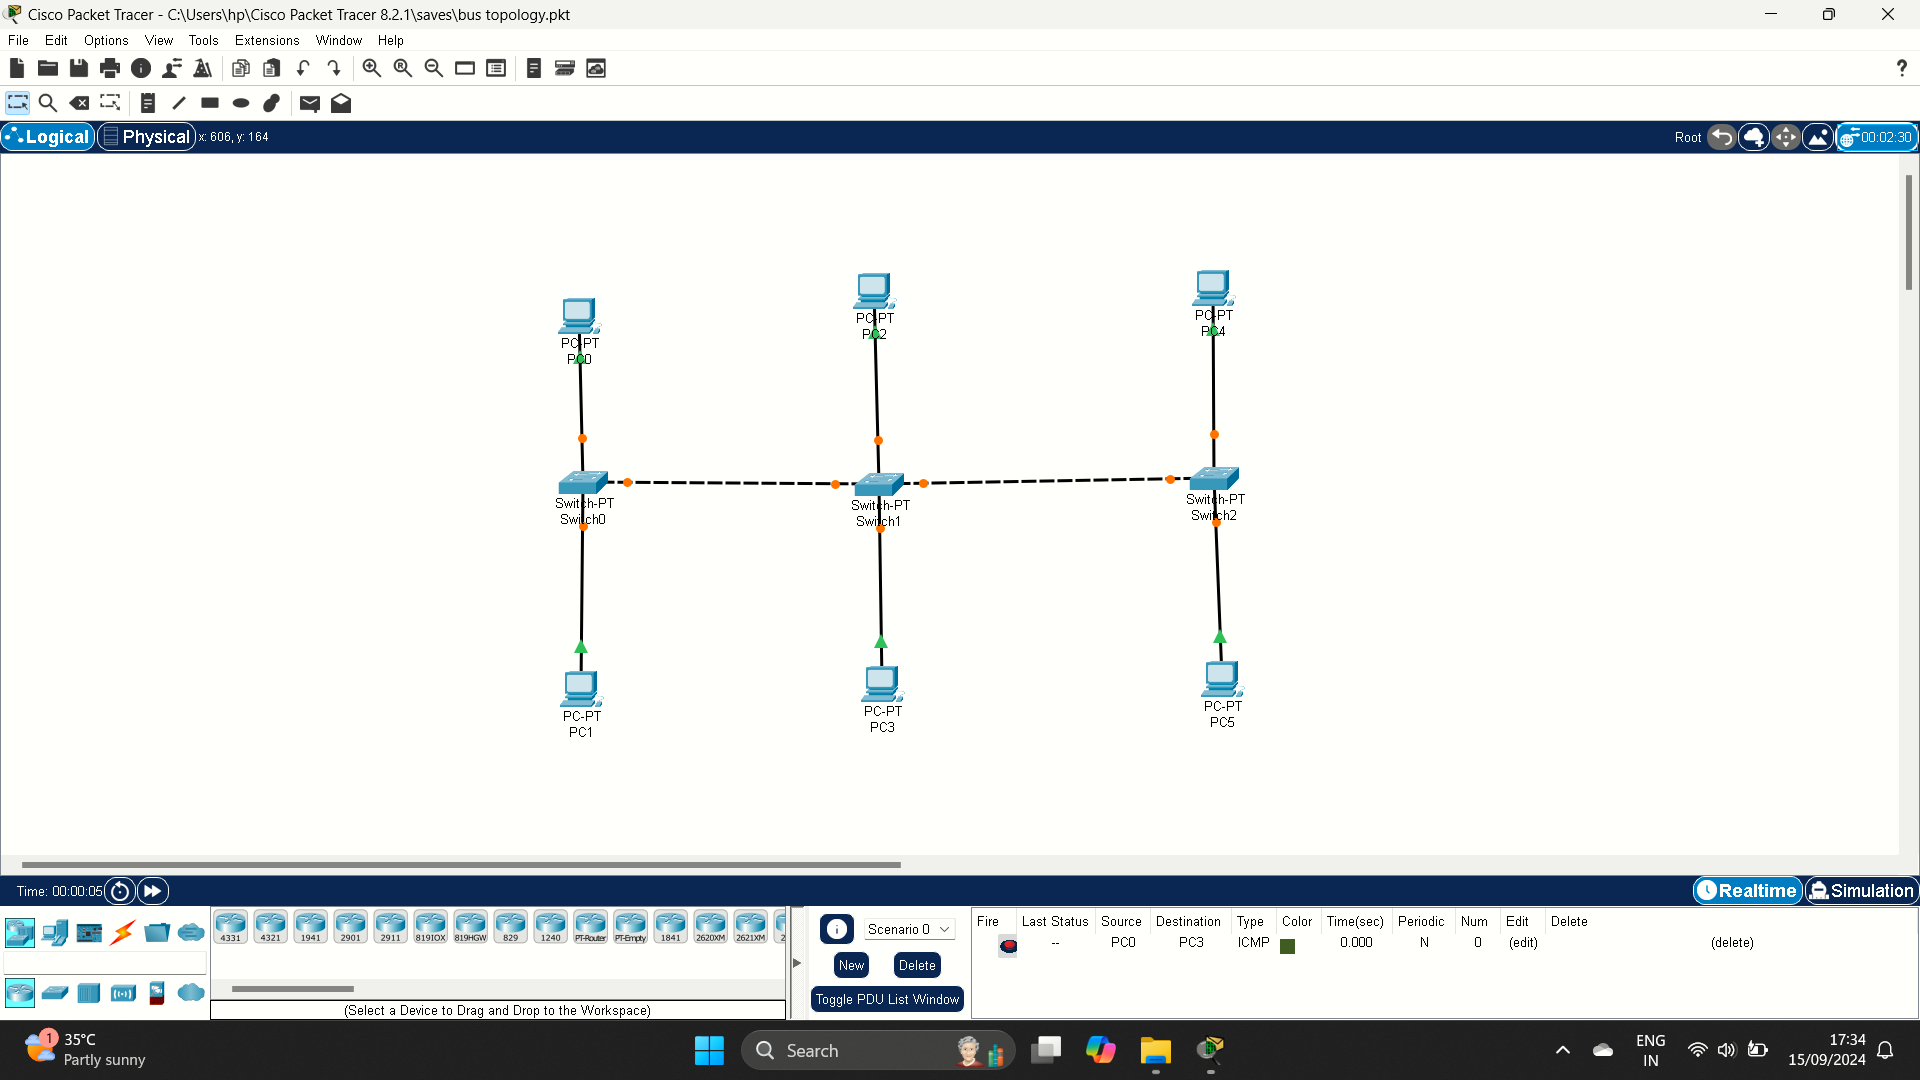 Cisco Packet Tracer - C:\Users\hp\Cisco Packet Tracer 8.2.1\saves\bus topology.pkt
File Edit Options View Tools Extensions Window Help
?
Logical Physical x: 606, y: 164 Root 00:02:30
PC-PT
PC0
PC-PT
PC2
PC-PT
PC4
Switch-PT
Switch0
Switch-PT
Switch1
Switch-PT
Switch2
PC-PT
PC1
PC-PT
PC3
PC-PT
PC5
Time: 00:00:05 Realtime Simulation
4331 4321 1941 2901 2911 819IOX 819HGW 829 1240 PT-Router PT-Empty 1841 2620XM 2621XM 2
(Select a Device to Drag and Drop to the Workspace)
Scenario 0
New Delete
Toggle PDU List Window
Fire Last Status Source Destination Type Color Time(sec) Periodic Num Edit Delete
-- PC0 PC3 ICMP 0.000 N 0 (edit) (delete)
1
35°C
Partly sunny
Search
ENG
IN
17:34
15/09/2024